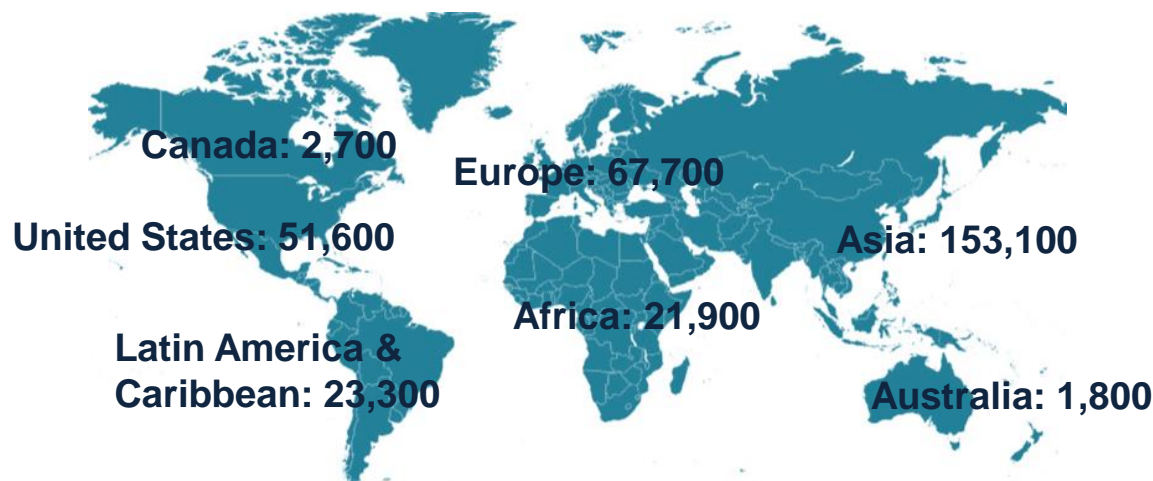 Canada: 2,700
Europe: 67,700
United States: 51,600
Asia: 153,100
Africa: 21,900
Latin America &
Caribbean: 23,300
Australia: 1,800